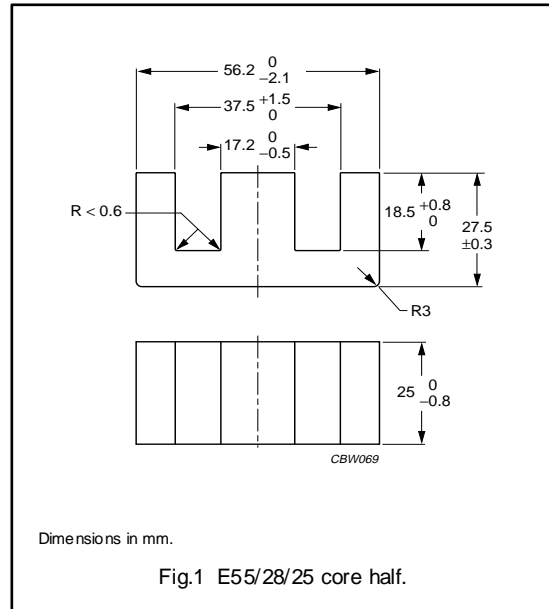 56.2 0 −2.1
37.5 +1.5 0
17.2 0 −0.5
R < 0.6
18.5 +0.8 0
27.5 ±0.3
R3
25 0 −0.8
CBW069
Dimensions in mm.
Fig.1 E55/28/25 core half.